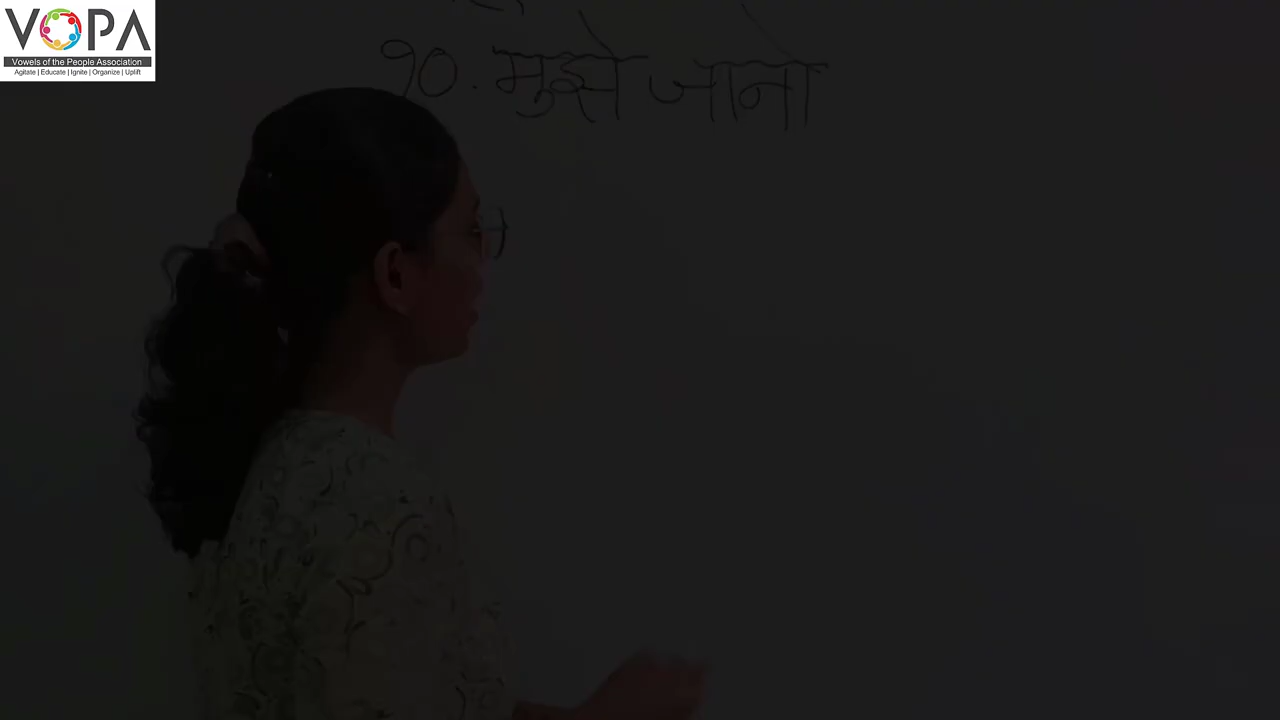 VOPA
Vowels of the People Association
Agitate | Educate | Ignite | Organize | Uplift
१०. मुझे जानो